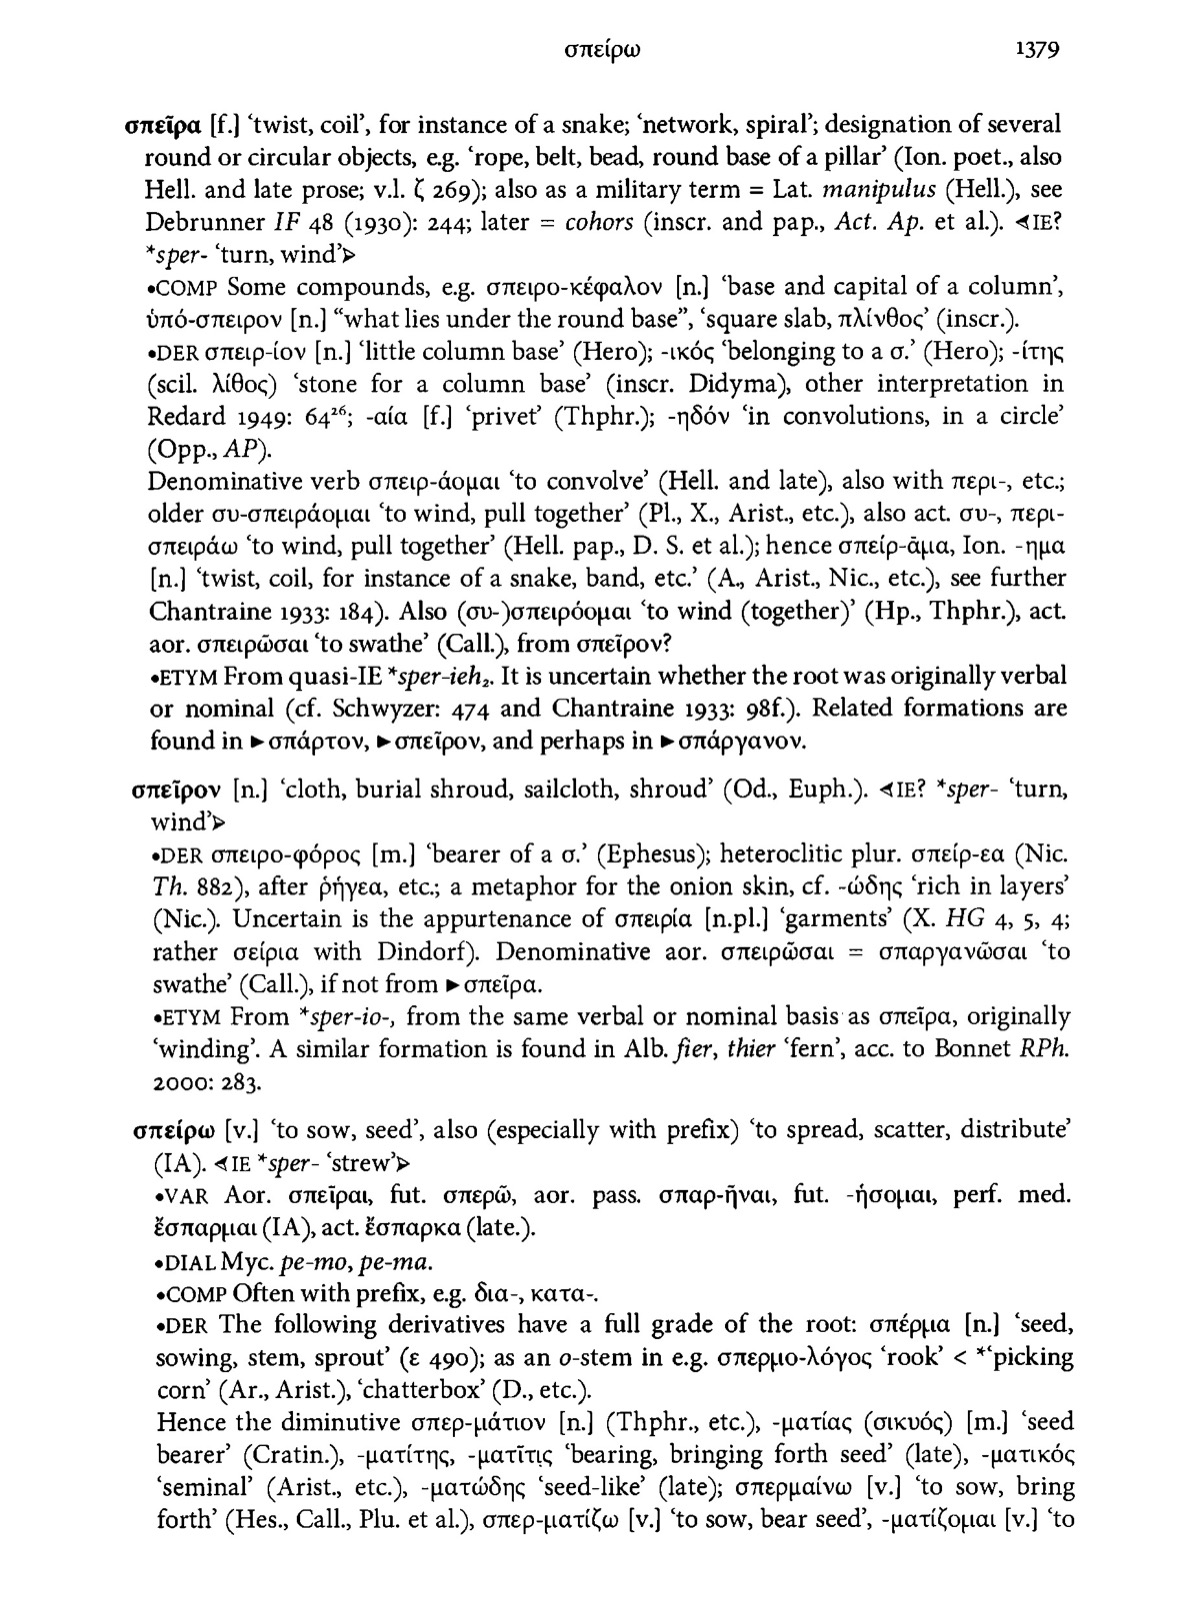 σπείρω 1379
σπεῖρα [f.] ‘twist, coil’, for instance of a snake; ‘network, spiral’; designation of several
round or circular objects, e.g. ‘rope, belt, bead, round base of a pillar’ (Ion. poet., also
Hell. and late prose; v.l. ζ 269); also as a military term = Lat. manipulus (Hell.), see
Debrunner IF 48 (1930): 244; later = cohors (inscr. and pap., Act. Ap. et al.). ⊲IE?
*sper- ‘turn, wind’⊳
•COMP Some compounds, e.g. σπειρο-κέφαλον [n.] ‘base and capital of a column’,
ὑπό-σπειρον [n.] “what lies under the round base”, ‘square slab, πλίνθος’ (inscr.).
•DER σπειρ-ίον [n.] ‘little column base’ (Hero); -ικός ‘belonging to a σ.’ (Hero); -ίτης
(scil. λίθος) ‘stone for a column base’ (inscr. Didyma), other interpretation in
Redard 1949: 64²⁶; -αία [f.] ‘privet’ (Thphr.); -ηδόν ‘in convolutions, in a circle’
(Opp., AP).
Denominative verb σπειρ-άομαι ‘to convolve’ (Hell. and late), also with περι-, etc.;
older συ-σπειράομαι ‘to wind, pull together’ (Pl., X., Arist., etc.), also act. συ-, περι-
σπειράω ‘to wind, pull together’ (Hell. pap., D. S. et al.); hence σπείρ-ᾱμα, Ion. -ημα
[n.] ‘twist, coil, for instance of a snake, band, etc.’ (A., Arist., Nic., etc.), see further
Chantraine 1933: 184). Also (συ-)σπειρόομαι ‘to wind (together)’ (Hp., Thphr.), act.
aor. σπειρῶσαι ‘to swathe’ (Call.), from σπεῖρον?
•ETYM From quasi-IE *sper-ieh₂. It is uncertain whether the root was originally verbal
or nominal (cf. Schwyzer: 474 and Chantraine 1933: 98f.). Related formations are
found in ►σπάρτον, ►σπεῖρον, and perhaps in ►σπάργανον.
σπεῖρον [n.] ‘cloth, burial shroud, sailcloth, shroud’ (Od., Euph.). ⊲IE? *sper- ‘turn,
wind’⊳
•DER σπειρο-φόρος [m.] ‘bearer of a σ.’ (Ephesus); heteroclitic plur. σπείρ-εα (Nic.
Th. 882), after ῥήγεα, etc.; a metaphor for the onion skin, cf. -ώδης ‘rich in layers’
(Nic.). Uncertain is the appurtenance of σπειρία [n.pl.] ‘garments’ (X. HG 4, 5, 4;
rather σείρια with Dindorf). Denominative aor. σπειρῶσαι = σπαργανῶσαι ‘to
swathe’ (Call.), if not from ►σπεῖρα.
•ETYM From *sper-io-, from the same verbal or nominal basis as σπεῖρα, originally
‘winding’. A similar formation is found in Alb. fier, thier ‘fern’, acc. to Bonnet RPh.
2000: 283.
σπείρω [v.] ‘to sow, seed’, also (especially with prefix) ‘to spread, scatter, distribute’
(IA). ⊲IE *sper- ‘strew’⊳
•VAR Aor. σπεῖραι, fut. σπερῶ, aor. pass. σπαρ-ῆναι, fut. -ήσομαι, perf. med.
ἔσπαρμαι (IA), act. ἔσπαρκα (late.).
•DIAL Myc. pe-mo, pe-ma.
•COMP Often with prefix, e.g. δια-, κατα-.
•DER The following derivatives have a full grade of the root: σπέρμα [n.] ‘seed,
sowing, stem, sprout’ (ε 490); as an o-stem in e.g. σπερμο-λόγος ‘rook’ < *‘picking
corn’ (Ar., Arist.), ‘chatterbox’ (D., etc.).
Hence the diminutive σπερ-μάτιον [n.] (Thphr., etc.), -ματίας (σικυός) [m.] ‘seed
bearer’ (Cratin.), -ματίτης, -ματῖτις ‘bearing, bringing forth seed’ (late), -ματικός
‘seminal’ (Arist., etc.), -ματώδης ‘seed-like’ (late); σπερμαίνω [v.] ‘to sow, bring
forth’ (Hes., Call., Plu. et al.), σπερ-ματίζω [v.] ‘to sow, bear seed’, -ματίζομαι [v.] ‘to